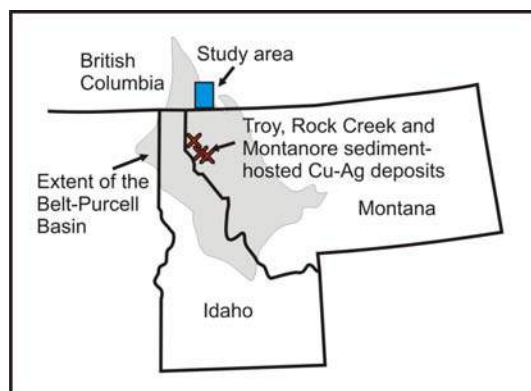 British
Columbia
Study area
Troy, Rock Creek and
Montanore sediment-
hosted Cu-Ag deposits
Extent of the
Belt-Purcell
Basin
Montana
Idaho